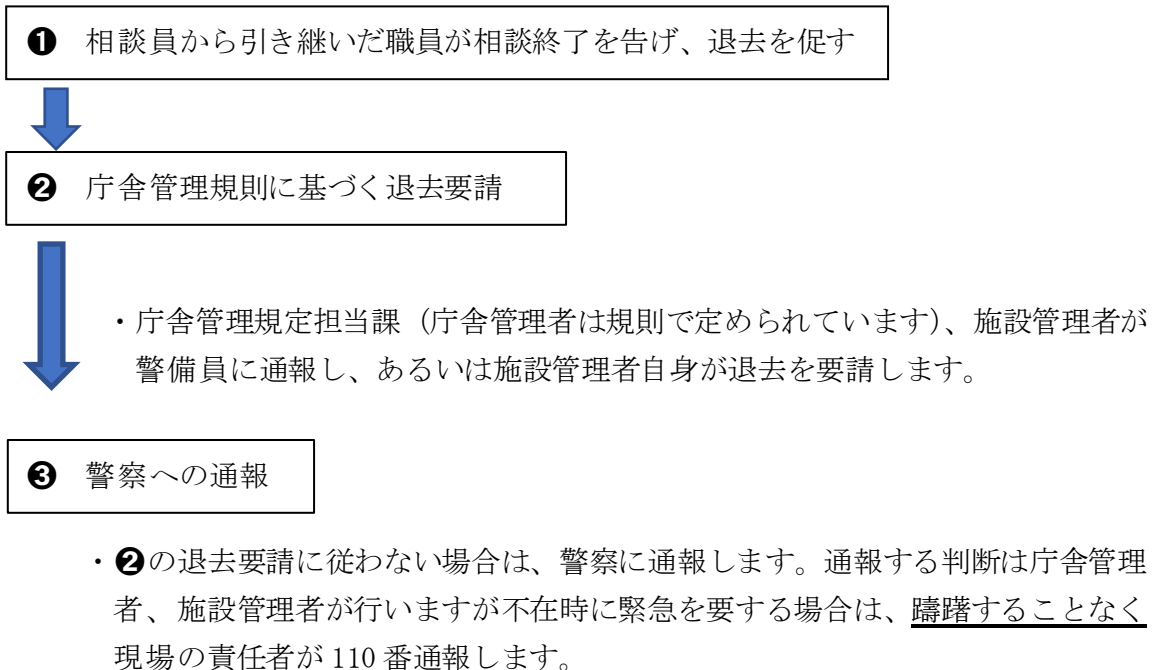 ❶ 相談員から引き継いだ職員が相談終了を告げ、退去を促す
❷ 庁舎管理規則に基づく退去要請
・庁舎管理規定担当課(庁舎管理者は規則で定められています)、施設管理者が
警備員に通報し、あるいは施設管理者自身が退去を要請します。
❸ 警察への通報
・❷の退去要請に従わない場合は、警察に通報します。通報する判断は庁舎管理
者、施設管理者が行いますが不在時に緊急を要する場合は、躊躇することなく
現場の責任者が 110 番通報します。